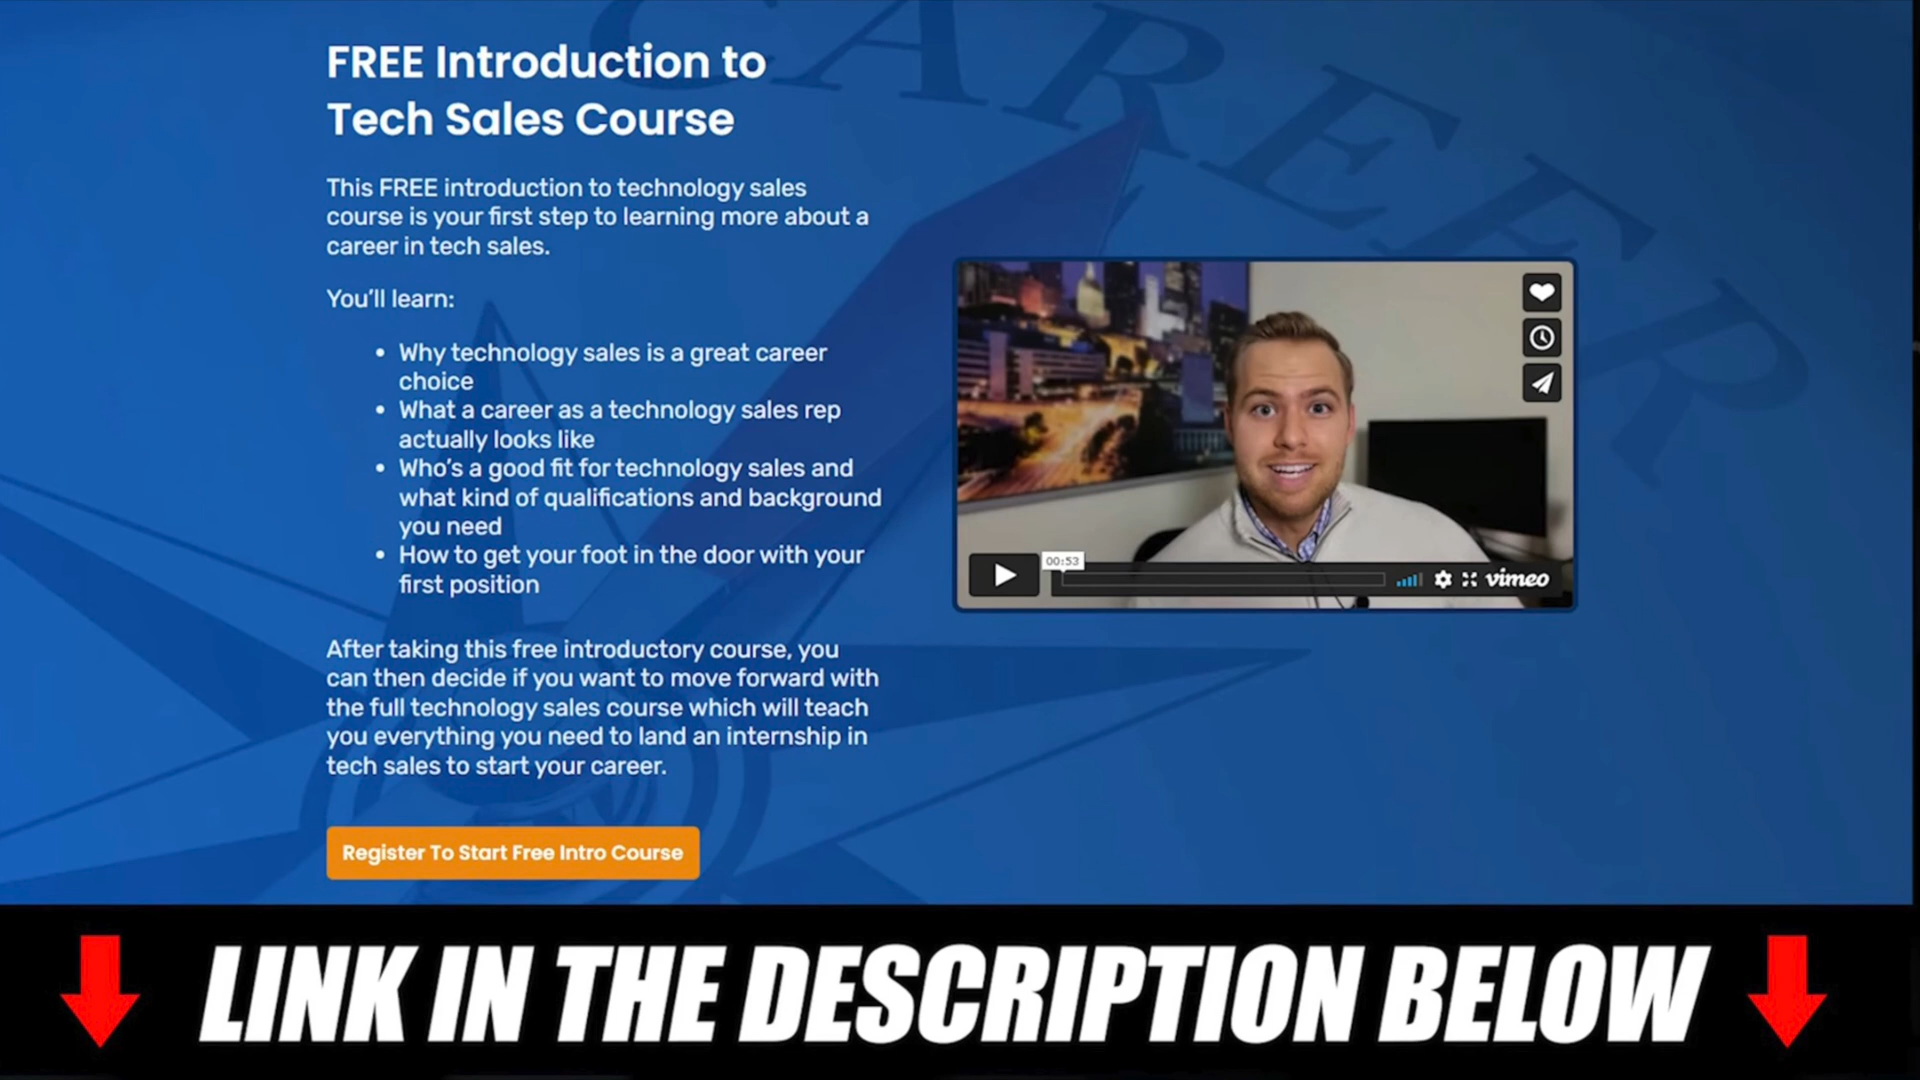 CAREER
FREE Introduction to
Tech Sales Course
This FREE introduction to technology sales
course is your first step to learning more about a
career in tech sales.
You'll learn:
• Why technology sales is a great career
choice
• What a career as a technology sales rep
actually looks like
• Who's a good fit for technology sales and
what kind of qualifications and background
you need
• How to get your foot in the door with your
first position
After taking this free introductory course, you
can then decide if you want to move forward with
the full technology sales course which will teach
you everything you need to land an internship in
tech sales to start your career.
Register To Start Free Intro Course
00:53
vimeo
LINK IN THE DESCRIPTION BELOW